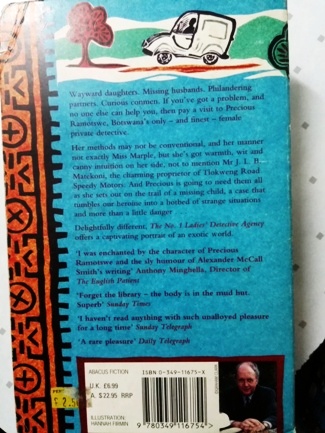 Wayward daughters. Missing husbands. Philandering
partners. Curious conmen. If you've got a problem, and
no one else can help you, then pay a visit to Precious
Ramotswe, Botswana's only – and finest – female
private detective.
Her methods may not be conventional, and her manner
not exactly Miss Marple, but she's got warmth, wit and
canny intuition on her side, not to mention Mr J. L. B.
Matekoni, the charming proprietor of Tlokweng Road
Speedy Motors. And Precious is going to need them all
as she sets out on the trail of a missing child, a case that
tumbles our heroine into a hotbed of strange situations
and more than a little danger
Delightfully different, The No. 1 Ladies' Detective Agency
offers a captivating portrait of an exotic world.
'I was enchanted by the character of Precious
Ramotswe and the sly humour of Alexander McCall
Smith's writing' Anthony Minghella, Director of
The English Patient
'Forget the library – the body is in the mud hut.
Superb' Sunday Times
'I haven't read anything with such unalloyed pleasure
for a long time' Sunday Telegraph
'A rare pleasure' Daily Telegraph
ABACUS FICTION
U.K. £6.99
A. $22.95 RRP
ILLUSTRATION:
HANNAH FIRMIN
ISBN 0-349-11675-X
9 780349 116754 >